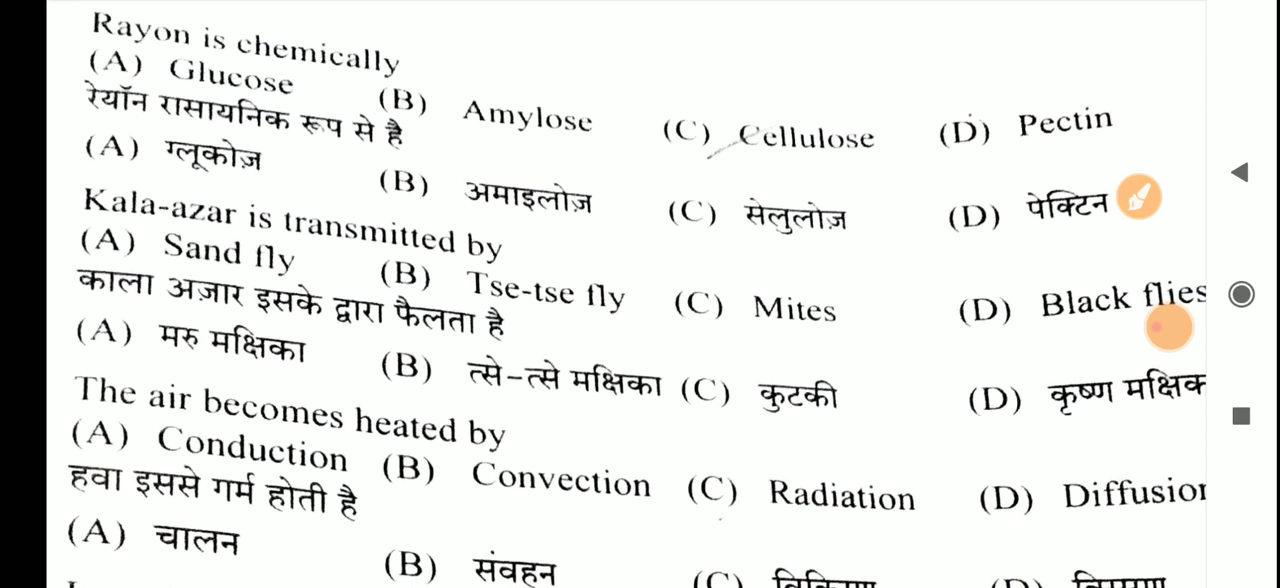 Rayon is chemically
(A) Glucose (B) Amylose (C) Cellulose (D) Pectin
रेयॉन रासायनिक रूप से है
(A) ग्लूकोज़ (B) अमाइलोज़ (C) सेलुलोज़ (D) पेक्टिन
Kala-azar is transmitted by
(A) Sand fly (B) Tse-tse fly (C) Mites (D) Black flies
काला अज़ार इसके द्वारा फैलता है
(A) मरु मक्षिका (B) त्से-त्से मक्षिका (C) कुटकी (D) कृष्ण मक्षिक
The air becomes heated by
(A) Conduction (B) Convection (C) Radiation (D) Diffusion
हवा इससे गर्म होती है
(A) चालन (B) संवहन (C) (D)